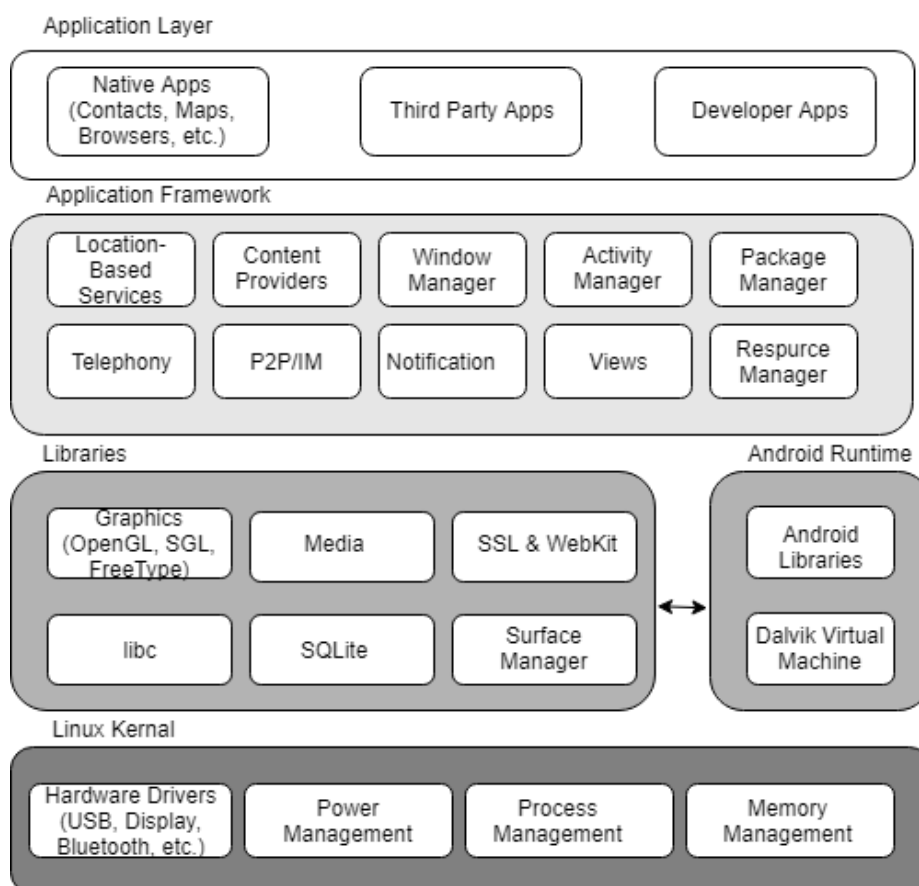 Application Layer
Native Apps
(Contacts, Maps,
Browsers, etc.)
Third Party Apps
Developer Apps
Application Framework
Location-
Based
Services
Content
Providers
Window
Manager
Activity
Manager
Package
Manager
Telephony
P2P/IM
Notification
Views
Respurce
Manager
Libraries
Graphics
(OpenGL, SGL,
FreeType)
Media
SSL & WebKit
libc
SQLite
Surface
Manager
Android Runtime
Android
Libraries
Dalvik Virtual
Machine
Linux Kernal
Hardware Drivers
(USB, Display,
Bluetooth, etc.)
Power
Management
Process
Management
Memory
Management